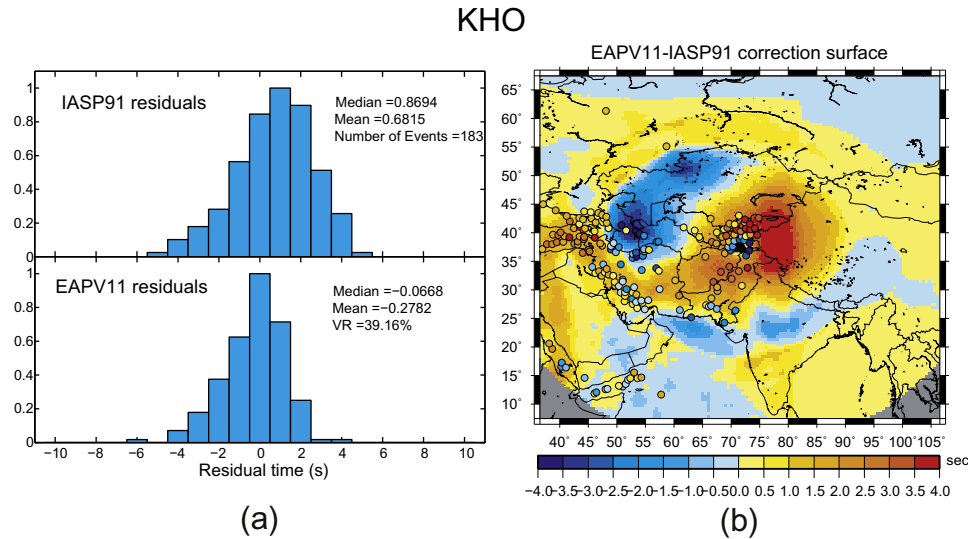 KHO
IASP91 residuals
Median =0.8694
Mean =0.6815
Number of Events =183
1
0.8
0.6
0.4
0.2
0
EAPV11 residuals
Median =−0.0668
Mean =−0.2782
VR =39.16%
1
0.8
0.6
0.4
0.2
0
−10 −8 −6 −4 −2 0 2 4 6 8 10
Residual time (s)
(a)
EAPV11-IASP91 correction surface
65°
60°
55°
50°
45°
40°
35°
30°
25°
20°
15°
10°
40° 45° 50° 55° 60° 65° 70° 75° 80° 85° 90° 95° 100°105°
sec
−4.0−3.5−3.0−2.5−2.0−1.5−1.0−0.50.0 0.5 1.0 1.5 2.0 2.5 3.0 3.5 4.0
(b)